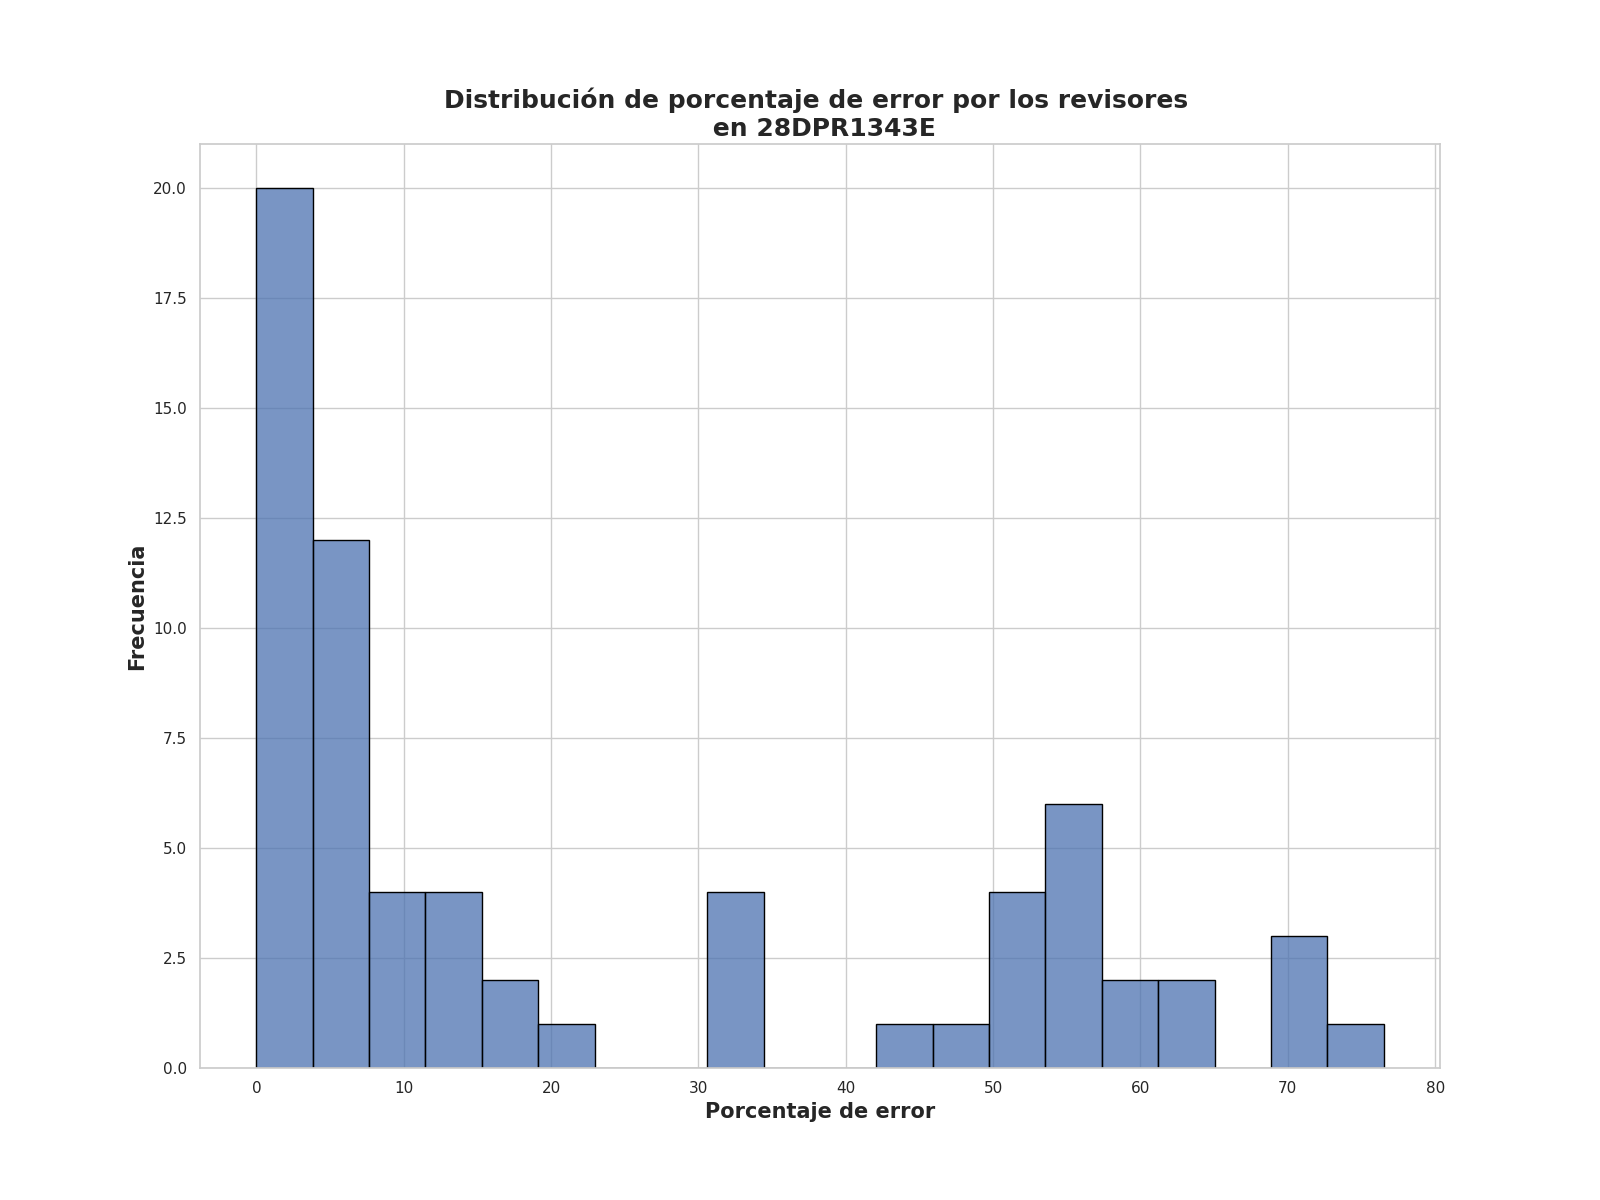 Distribución de porcentaje de error por los revisores
en 28DPR1343E
20.0
17.5
15.0
12.5
10.0
7.5
5.0
2.5
0.0
Frecuencia
0 10 20 30 40 50 60 70 80
Porcentaje de error